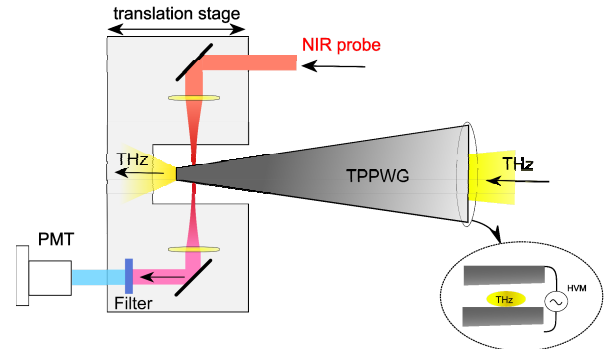 translation stage
NIR probe
THz
TPPWG
THz
PMT
Filter
THz
HVM